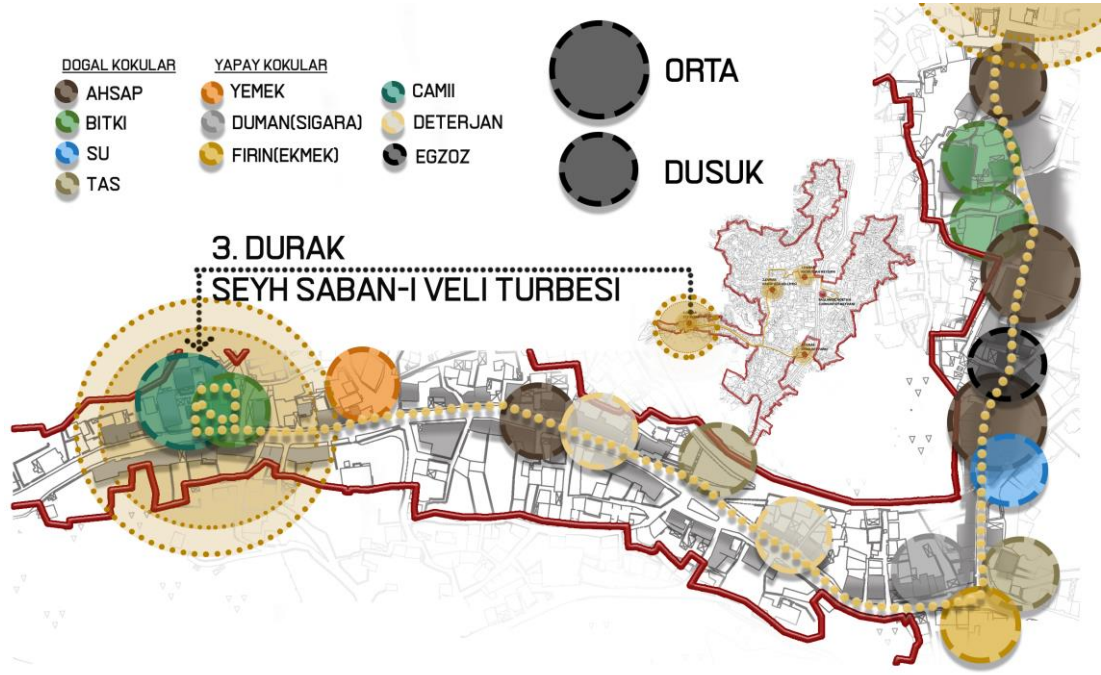 DOGAL KOKULAR
AHSAP
BITKI
SU
TAS
YAPAY KOKULAR
YEMEK
DUMAN(SIGARA)
FIRIN(EKMEK)
CAMII
DETERJAN
EGZOZ
ORTA
DUSUK
3. DURAK
SEYH SABAN-I VELI TURBESI